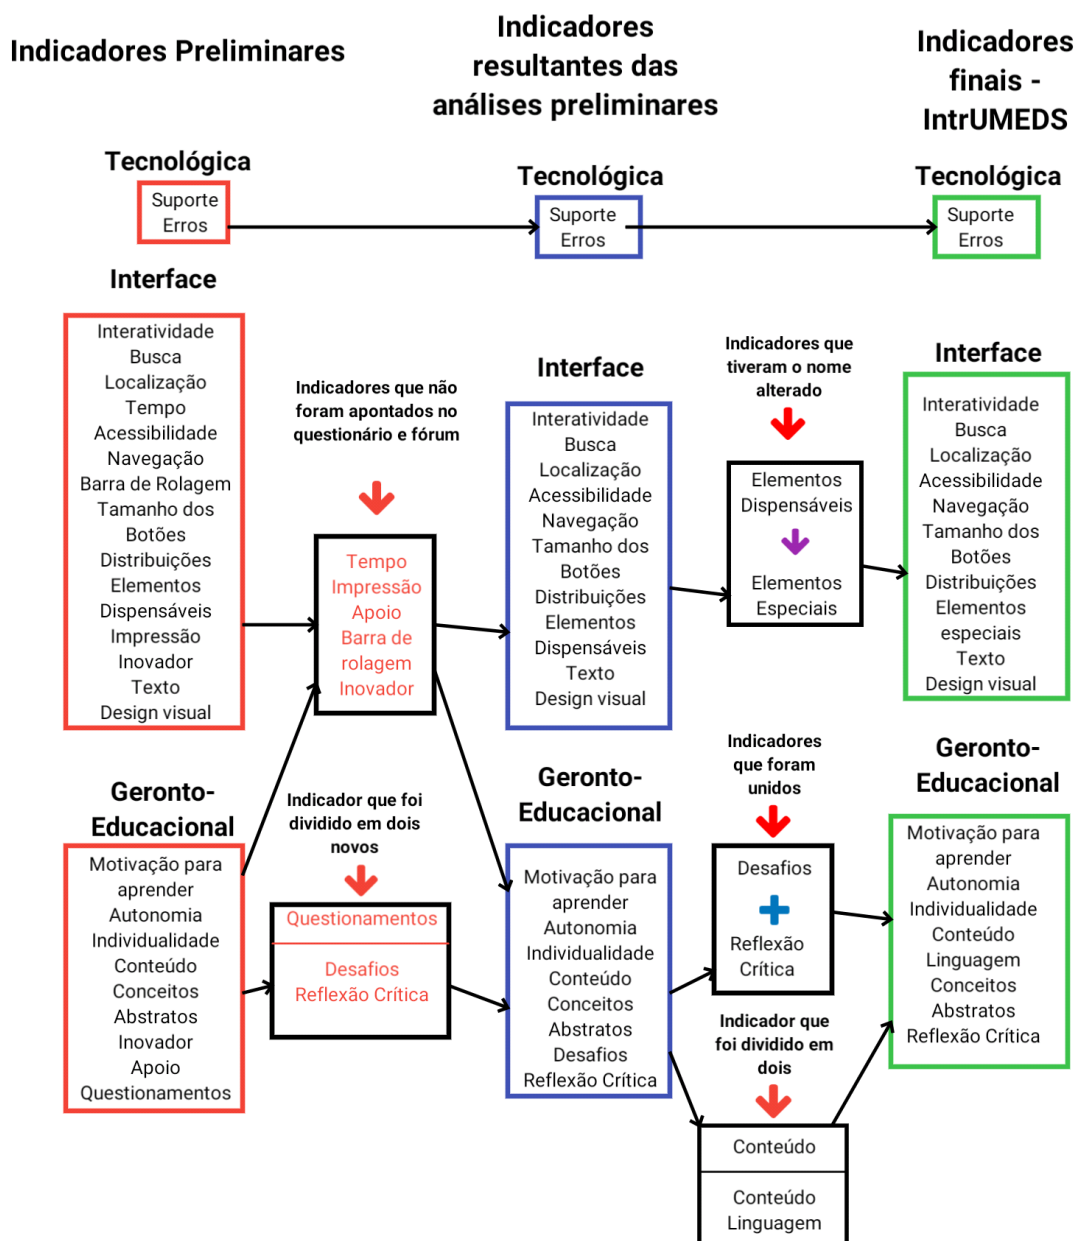 Indicadores Preliminares
Indicadores
resultantes das
análises preliminares
Indicadores
finais -
IntrUMEDS
Tecnológica
Suporte
Erros
Tecnológica
Suporte
Erros
Tecnológica
Suporte
Erros
Interface
Interatividade
Busca
Localização
Tempo
Acessibilidade
Navegação
Barra de Rolagem
Tamanho dos
Botões
Distribuições
Elementos
Dispensáveis
Impressão
Inovador
Texto
Design visual
Indicadores que não
foram apontados no
questionário e fórum
Tempo
Impressão
Apoio
Barra de
rolagem
Inovador
Interface
Interatividade
Busca
Localização
Acessibilidade
Navegação
Tamanho dos
Botões
Distribuições
Elementos
Dispensáveis
Texto
Design visual
Indicadores que
tiveram o nome
alterado
Elementos
Dispensáveis
Elementos
Especiais
Interface
Interatividade
Busca
Localização
Acessibilidade
Navegação
Tamanho dos
Botões
Distribuições
Elementos
especiais
Texto
Design visual
Geronto-
Educacional
Motivação para
aprender
Autonomia
Individualidade
Conteúdo
Conceitos
Abstratos
Inovador
Apoio
Questionamentos
Indicador que foi
dividido em dois
novos
Questionamentos
Desafios
Reflexão Crítica
Geronto-
Educacional
Motivação para
aprender
Autonomia
Individualidade
Conteúdo
Conceitos
Abstratos
Desafios
Reflexão Crítica
Indicadores
que foram
unidos
Desafios
Reflexão
Crítica
Indicador que
foi dividido em
dois
Conteúdo
Conteúdo
Linguagem
Geronto-
Educacional
Motivação para
aprender
Autonomia
Individualidade
Conteúdo
Linguagem
Conceitos
Abstratos
Reflexão Crítica